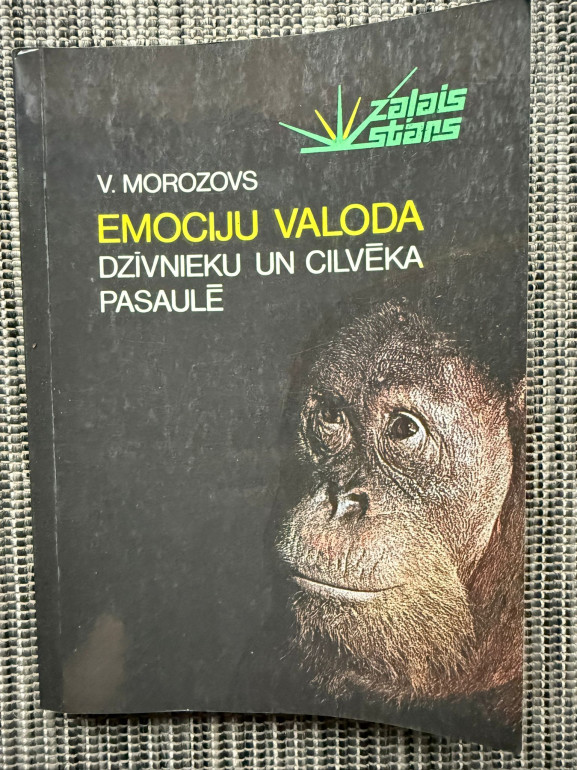 zaļais
stars
V. MOROZOVS
EMOCIJU VALODA
DZĪVNIEKU UN CILVĒKA
PASAULĒ